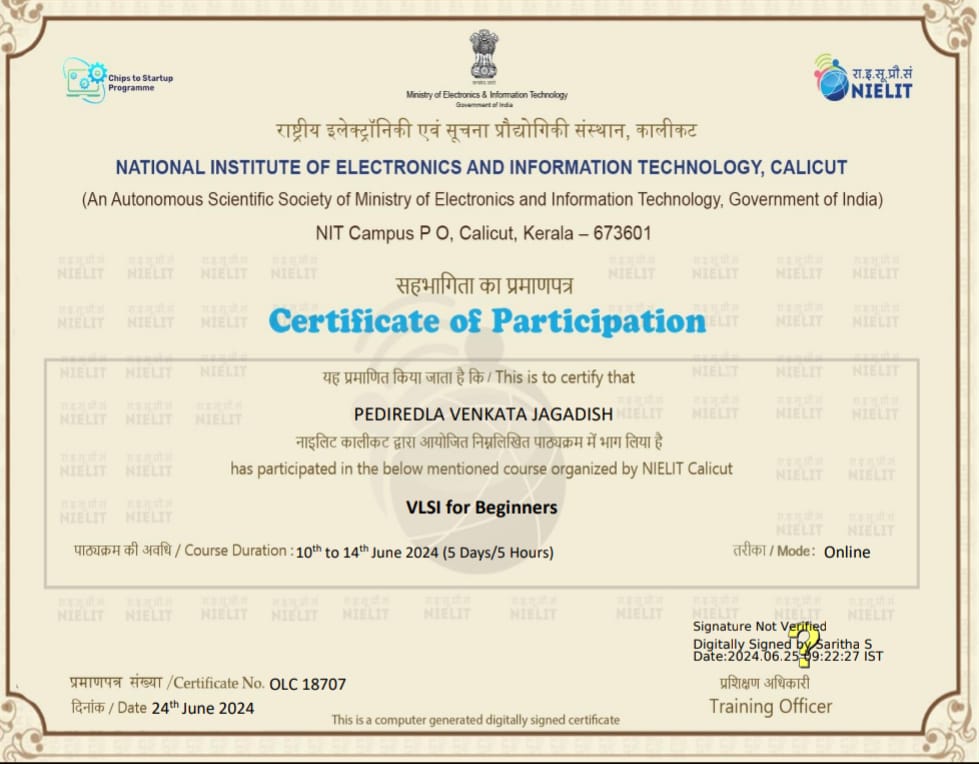 Chips to Startup
Programme
सत्यमेव जयते
Ministry of Electronics & Information Technology
Government of India
रा.इ.सू.प्रौ.सं
NIELIT
राष्ट्रीय इलेक्ट्रॉनिकी एवं सूचना प्रौद्योगिकी संस्थान, कालीकट
NATIONAL INSTITUTE OF ELECTRONICS AND INFORMATION TECHNOLOGY, CALICUT
(An Autonomous Scientific Society of Ministry of Electronics and Information Technology, Government of India)
NIT Campus P O, Calicut, Kerala – 673601
सहभागिता का प्रमाणपत्र
Certificate of Participation
यह प्रमाणित किया जाता है कि / This is to certify that
PEDIREDLA VENKATA JAGADISH
नाइलिट कालीकट द्वारा आयोजित निम्नलिखित पाठ्यक्रम में भाग लिया है
has participated in the below mentioned course organized by NIELIT Calicut
VLSI for Beginners
पाठ्यक्रम की अवधि / Course Duration : 10th to 14th June 2024 (5 Days/5 Hours)
तरीका / Mode: Online
Signature Not Verified
Digitally Signed by Saritha S
Date:2024.06.25 09:22:27 IST
प्रमाणपत्र संख्या /Certificate No. OLC 18707
प्रशिक्षण अधिकारी
दिनांक / Date 24th June 2024
Training Officer
This is a computer generated digitally signed certificate